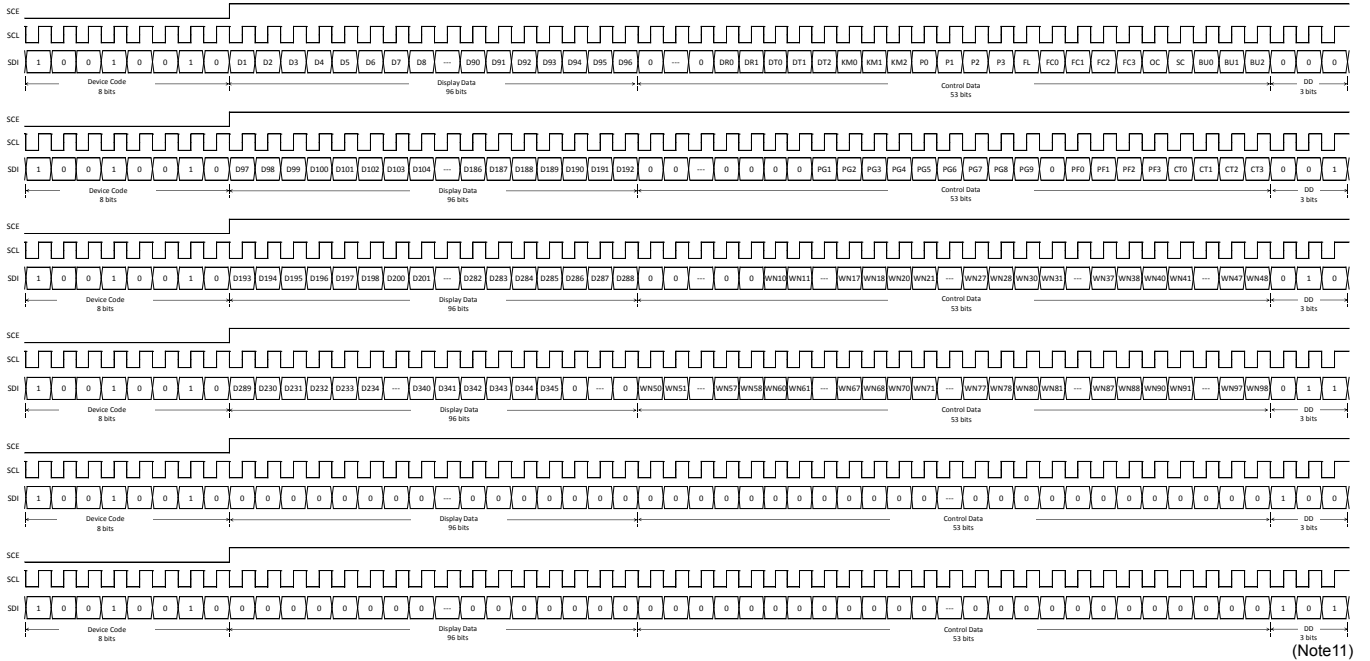 SCE
SCL
SDI 1 0 0 1 0 0 1 0 D1 D2 D3 D4 D5 D6 D7 D8 --- D90 D91 D92 D93 D94 D95 D96 0 --- 0 DR0 DR1 DT0 DT1 DT2 KM0 KM1 KM2 P0 P1 P2 P3 FL FC0 FC1 FC2 FC3 OC SC BU0 BU1 BU2 0 0 0
Device Code Display Data Control Data DD
8 bits 96 bits 53 bits 3 bits
SCE
SCL
SDI 1 0 0 1 0 0 1 0 D97 D98 D99 D100 D101 D102 D103 D104 --- D186 D187 D188 D189 D190 D191 D192 0 0 --- 0 0 0 0 PG1 PG2 PG3 PG4 PG5 PG6 PG7 PG8 PG9 0 PF0 PF1 PF2 PF3 CT0 CT1 CT2 CT3 0 0 1
Device Code Display Data Control Data DD
8 bits 96 bits 53 bits 3 bits
SCE
SCL
SDI 1 0 0 1 0 0 1 0 D193 D194 D195 D196 D197 D198 D200 D201 --- D282 D283 D284 D285 D286 D287 D288 0 0 --- 0 0 WN10 WN11 --- WN17 WN18 WN20 WN21 --- WN27 WN28 WN30 WN31 --- WN37 WN38 WN40 WN41 --- WN47 WN48 0 1 0
Device Code Display Data Control Data DD
8 bits 96 bits 53 bits 3 bits
SCE
SCL
SDI 1 0 0 1 0 0 1 0 D289 D230 D231 D232 D233 D234 --- D340 D341 D342 D343 D344 D345 0 --- 0 WN50 WN51 --- WN57 WN58 WN60 WN61 --- WN67 WN68 WN70 WN71 --- WN77 WN78 WN80 WN81 --- WN87 WN88 WN90 WN91 --- WN97 WN98 0 1 1
Device Code Display Data Control Data DD
8 bits 96 bits 53 bits 3 bits
SCE
SCL
SDI 1 0 0 1 0 0 1 0 0 0 0 0 0 0 0 0 --- 0 0 0 0 0 0 0 0 0 0 0 0 0 0 0 0 0 0 0 --- 0 0 0 0 0 0 0 0 0 0 0 0 1 0 0
Device Code Display Data Control Data DD
8 bits 96 bits 53 bits 3 bits
SCE
SCL
SDI 1 0 0 1 0 0 1 0 0 0 0 0 0 0 0 0 --- 0 0 0 0 0 0 0 0 0 0 0 0 0 0 0 0 0 0 0 --- 0 0 0 0 0 0 0 0 0 0 0 0 1 0 1
Device Code Display Data Control Data DD
8 bits 96 bits 53 bits 3 bits
(Note11)